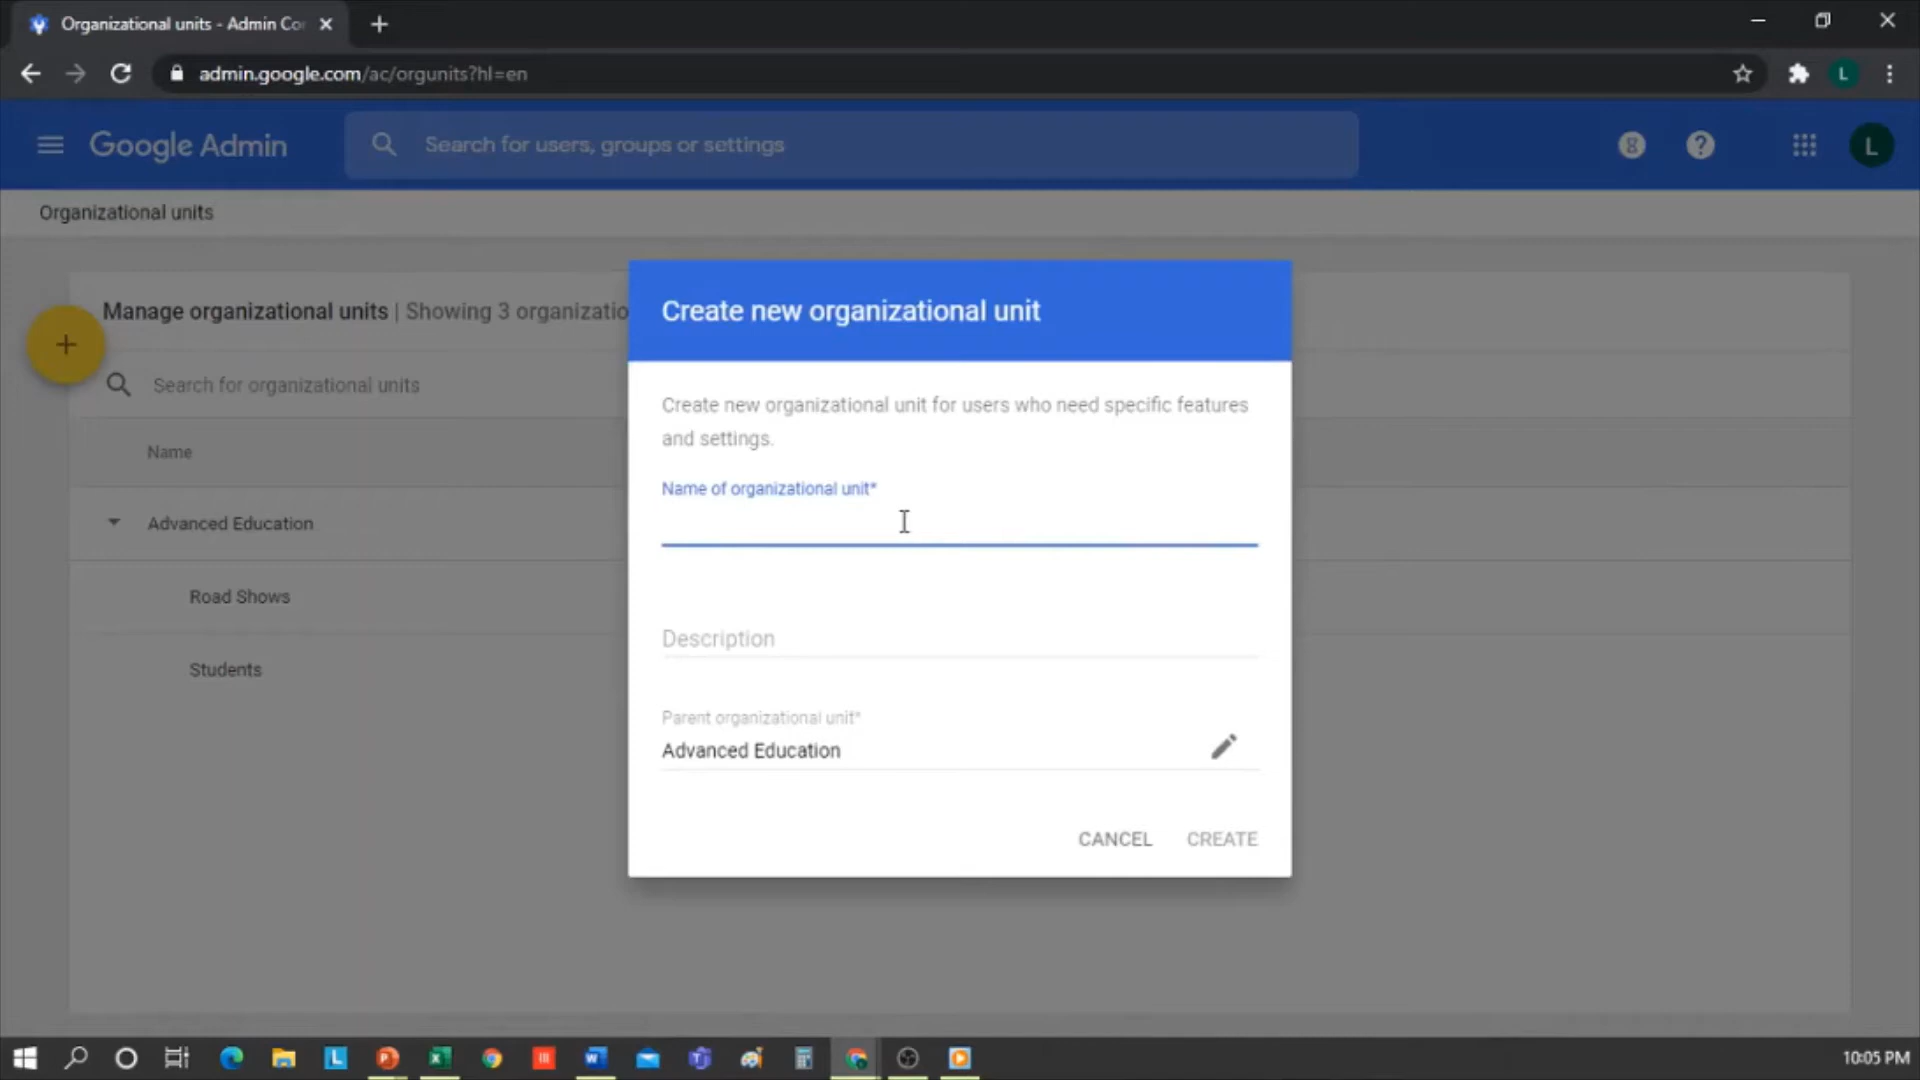 Organizational units - Admin Co
admin.google.com/ac/orgunits?hl=en
L
Google Admin
Search for users, groups or settings
8
?
L
Organizational units
Manage organizational units | Showing 3 organizatio
Search for organizational units
Name
Advanced Education
Road Shows
Students
Create new organizational unit
Create new organizational unit for users who need specific features
and settings.
Name of organizational unit*
Description
Parent organizational unit*
Advanced Education
CANCEL CREATE
L
10:05 PM